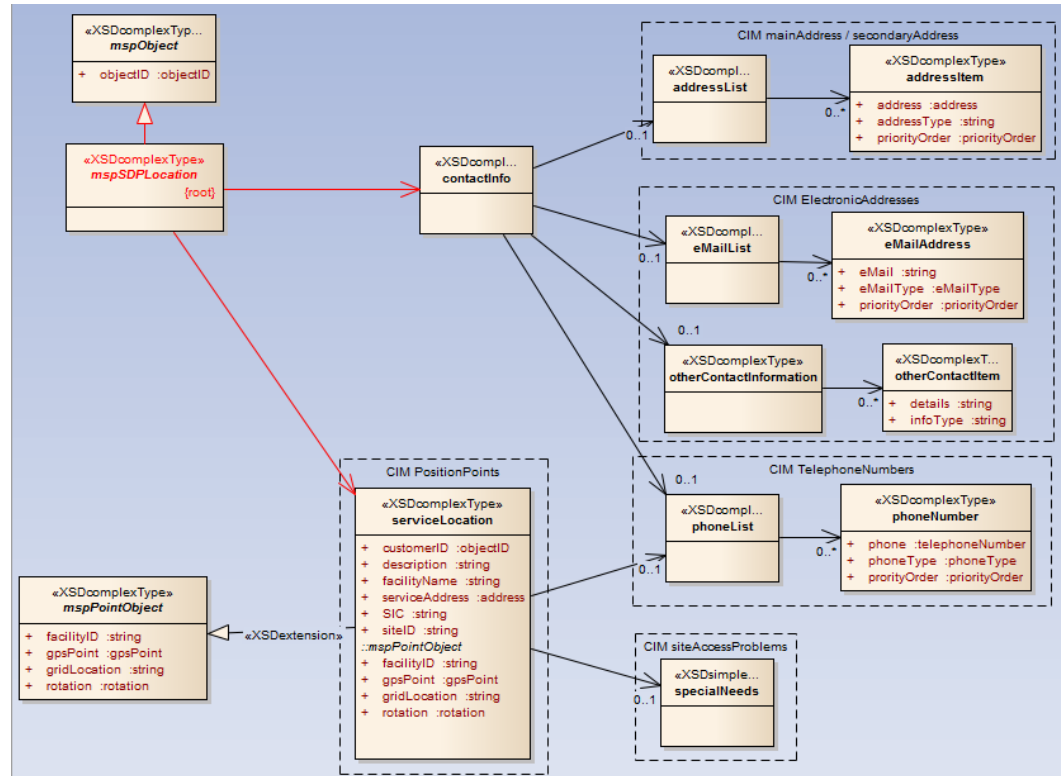 «XSDcomplexTyp...
mspObject
+ objectID :objectID
«XSDcomplexType»
mspSDPLocation
{root}
«XSDcompl...
contactInfo
CIM mainAddress / secondaryAddress
«XSDcompl...
addressList
0..1
«XSDcomplexType»
addressItem
+ address :address
+ addressType :string
+ priorityOrder :priorityOrder
0..*
CIM ElectronicAddresses
«XSDcompl...
eMailList
0..1
«XSDcomplexType»
eMailAddress
+ eMail :string
+ eMailType :eMailType
+ priorityOrder :priorityOrder
0..*
0..1
«XSDcomplexType»
otherContactInformation
«XSDcomplexT...
otherContactItem
+ details :string
+ infoType :string
0..*
CIM TelephoneNumbers
0..1
«XSDcompl...
phoneList
0..1
«XSDcomplexType»
phoneNumber
+ phone :telephoneNumber
+ phoneType :phoneType
+ prorityOrder :priorityOrder
0..*
CIM PositionPoints
«XSDcomplexType»
serviceLocation
+ customerID :objectID
+ description :string
+ facilityName :string
+ serviceAddress :address
+ SIC :string
+ siteID :string
::mspPointObject
+ facilityID :string
+ gpsPoint :gpsPoint
+ gridLocation :string
+ rotation :rotation
«XSDcomplexType»
mspPointObject
+ facilityID :string
+ gpsPoint :gpsPoint
+ gridLocation :string
+ rotation :rotation
«XSDextension»
CIM siteAccessProblems
«XSDsimple...
specialNeeds
0..1